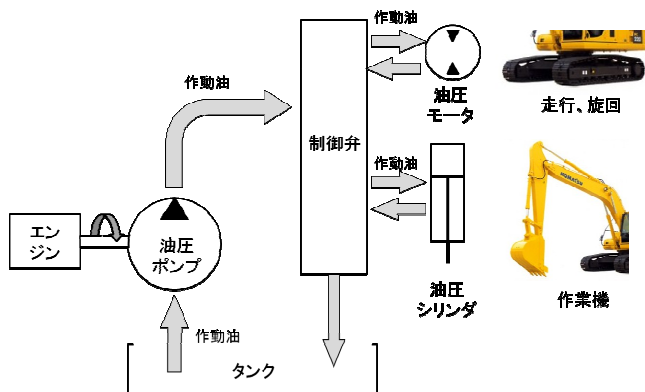 作動油
作動油
制御弁
油圧
モータ
走行、旋回
作動油
エン
ジン
油圧
ポンプ
油圧
シリンダ
KOMATSU
作業機
作動油
タンク